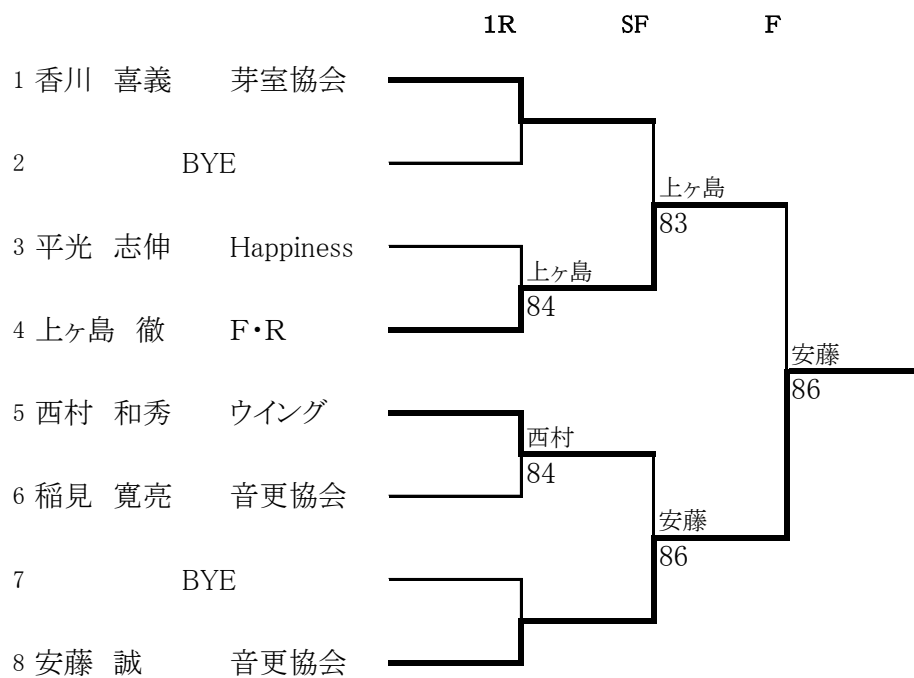 1R SF F
1 香川 喜義 芽室協会
2 BYE
上ヶ島
83
3 平光 志伸 Happiness
上ヶ島
84
4 上ヶ島 徹 F・R
安藤
86
5 西村 和秀 ウイング
西村
84
6 稲見 寛亮 音更協会
安藤
86
7 BYE
8 安藤 誠 音更協会